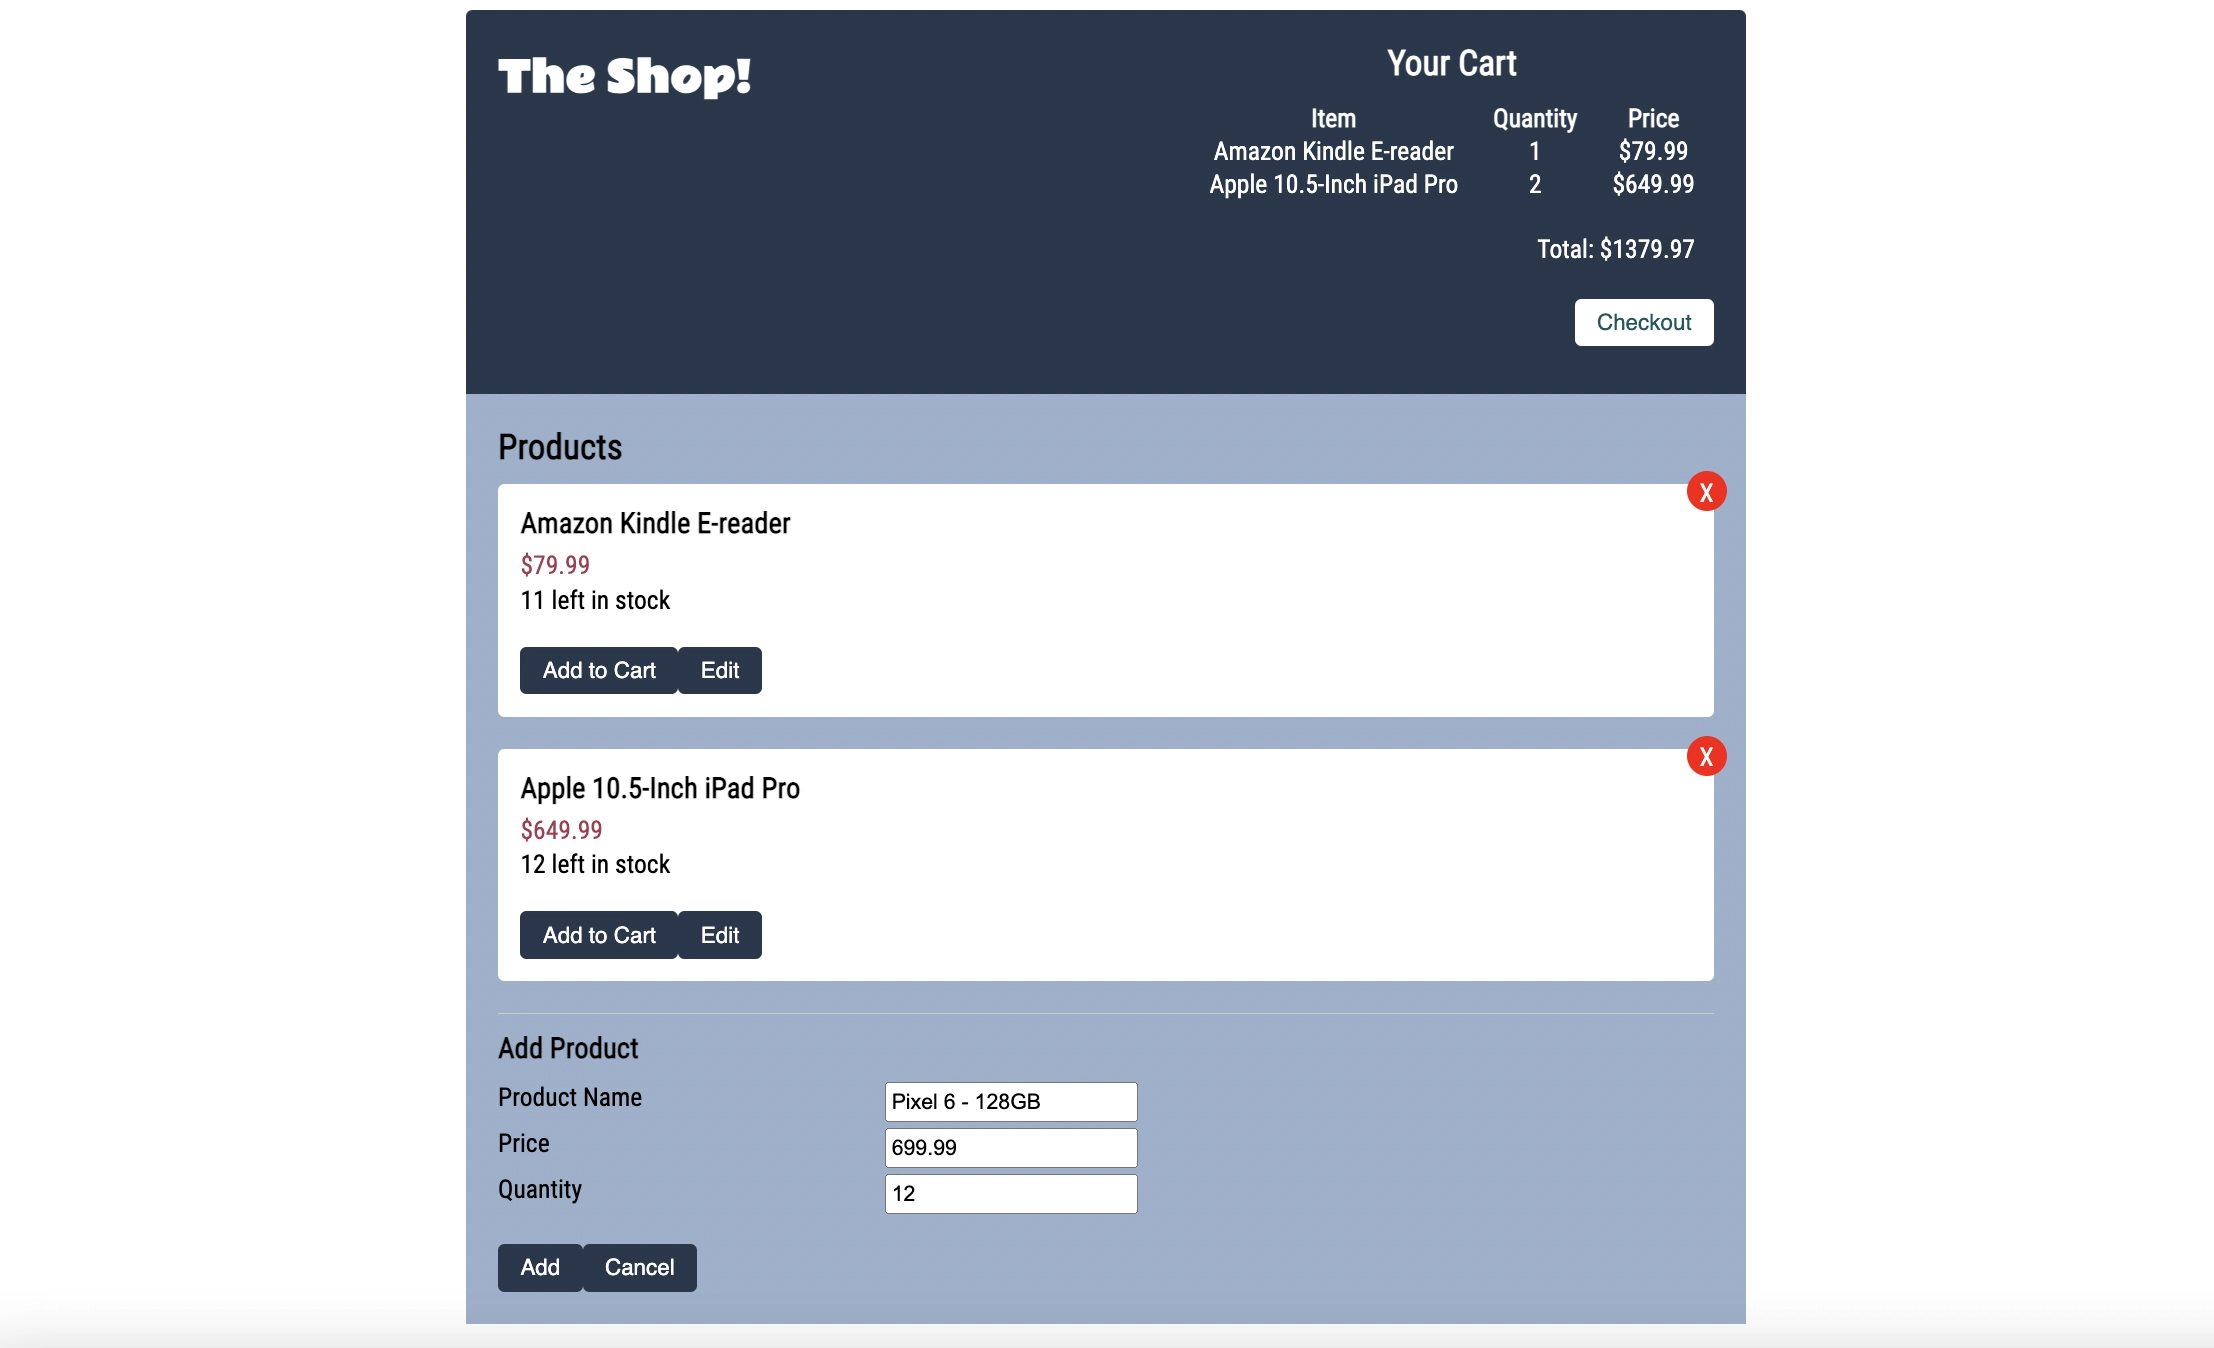 The Shop!
Your Cart
Item Quantity Price
Amazon Kindle E-reader 1 $79.99
Apple 10.5-Inch iPad Pro 2 $649.99
Total: $1379.97
Checkout
Products
X
Amazon Kindle E-reader
$79.99
11 left in stock
Add to Cart Edit
X
Apple 10.5-Inch iPad Pro
$649.99
12 left in stock
Add to Cart Edit
Add Product
Product Name Pixel 6 - 128GB
Price 699.99
Quantity 12
Add Cancel